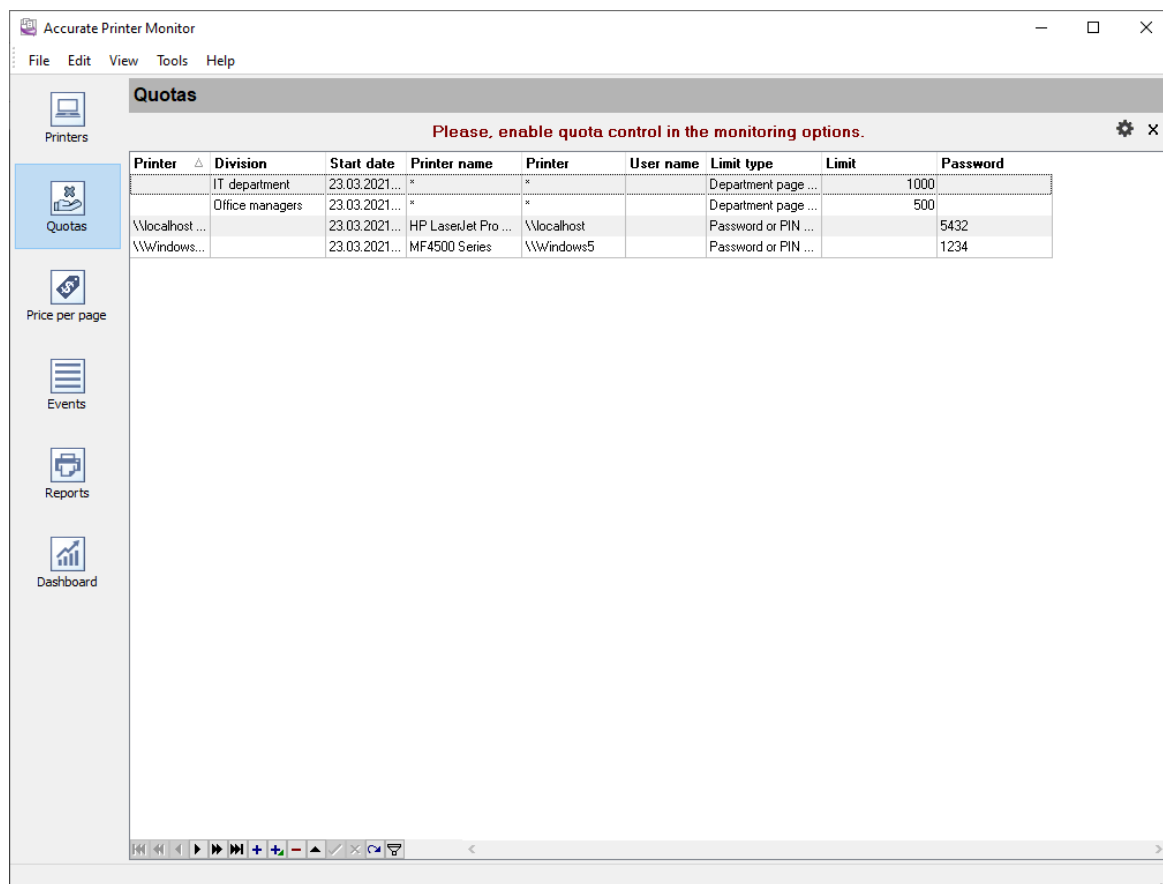 Accurate Printer Monitor
File Edit View Tools Help
Quotas
Please, enable quota control in the monitoring options.
Printers
Quotas
Price per page
Events
Reports
Dashboard
Printer Division Start date Printer name Printer User name Limit type Limit Password
IT department 23.03.2021... * * Department page ... 1000
Office managers 23.03.2021... * * Department page ... 500
\\localhost ... 23.03.2021... HP LaserJet Pro ... \\localhost Password or PIN ... 5432
\\Windows... 23.03.2021... MF4500 Series \\Windows5 Password or PIN ... 1234